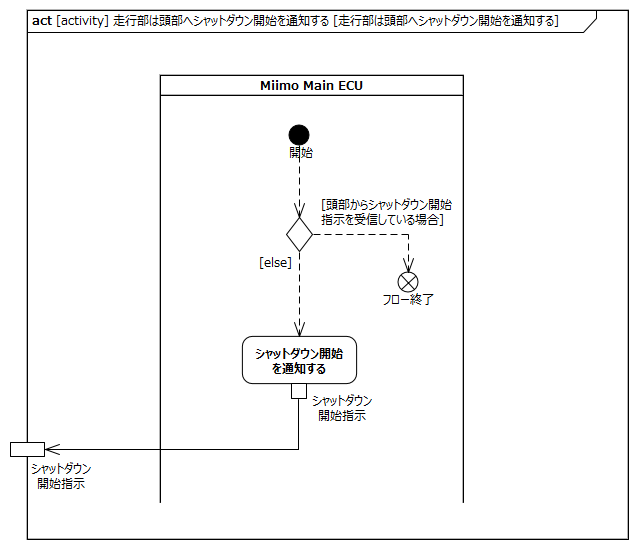 act [activity] 走行部は頭部へシャットダウン開始を通知する [走行部は頭部へシャットダウン開始を通知する]
Miimo Main ECU
開始
[頭部からシャットダウン開始
指示を受信している場合]
[else]
フロー終了
シャットダウン開始
を通知する
シャットダウン
開始指示
シャットダウン
開始指示